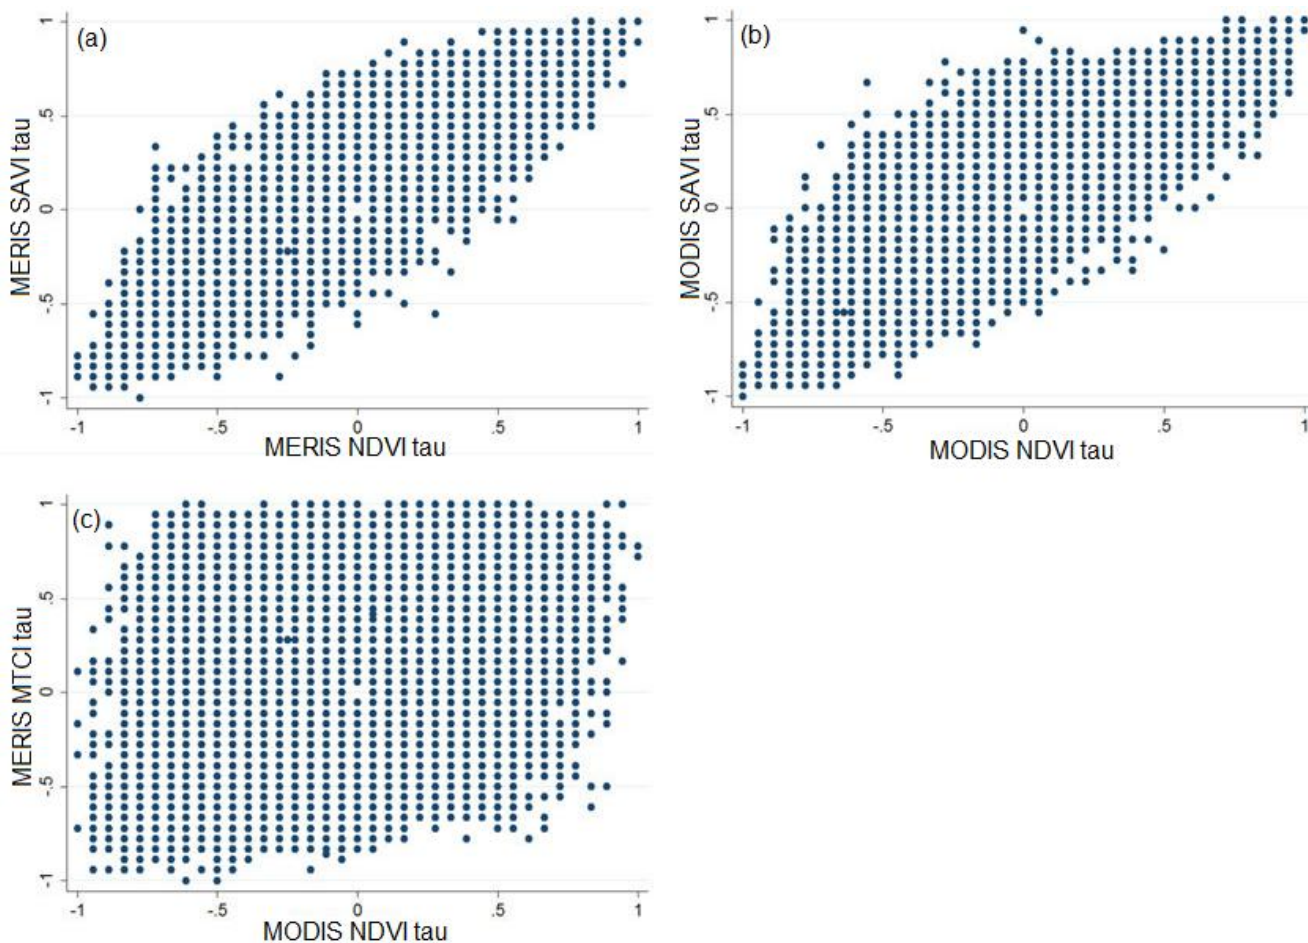 (a)
MERIS SAVI tau
1
.5
0
-.5
-1
-1 -.5 0 .5 1
MERIS NDVI tau
(b)
MODIS SAVI tau
1
.5
0
-.5
-1
-1 -.5 0 .5 1
MODIS NDVI tau
(c)
MERIS MTCI tau
1
.5
0
-.5
-1
-1 -.5 0 .5 1
MODIS NDVI tau